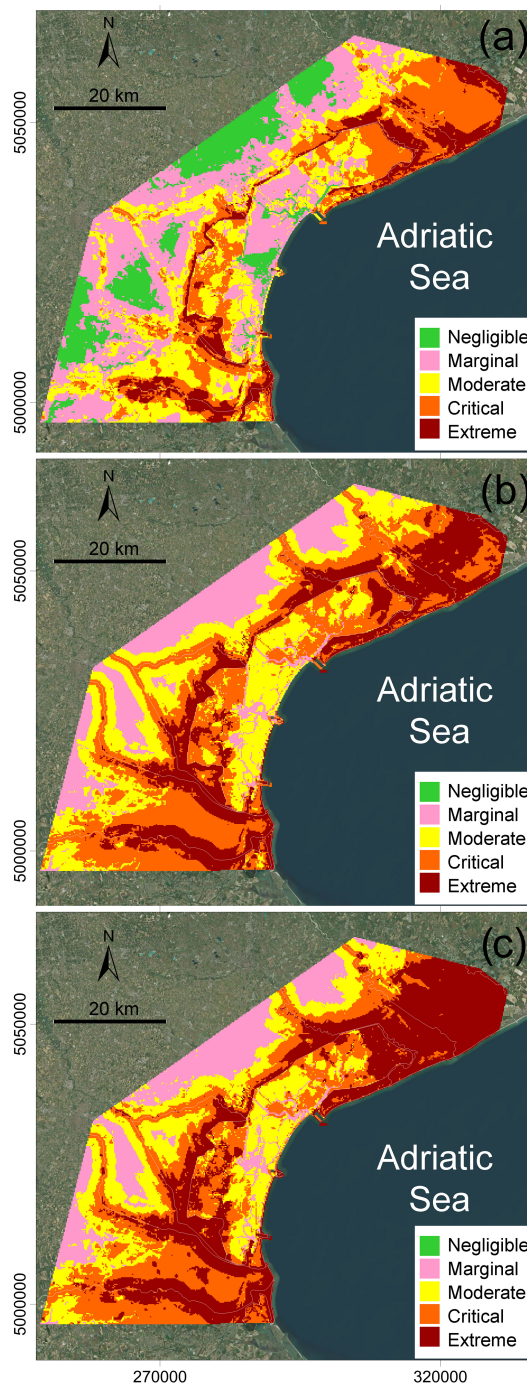 (a)
N
20 km
5050000
Adriatic
Sea
Negligible
Marginal
Moderate
Critical
Extreme
5000000
(b)
N
20 km
5050000
Adriatic
Sea
Negligible
Marginal
Moderate
Critical
Extreme
5000000
(c)
N
20 km
5050000
Adriatic
Sea
Negligible
Marginal
Moderate
Critical
Extreme
5000000
270000
320000